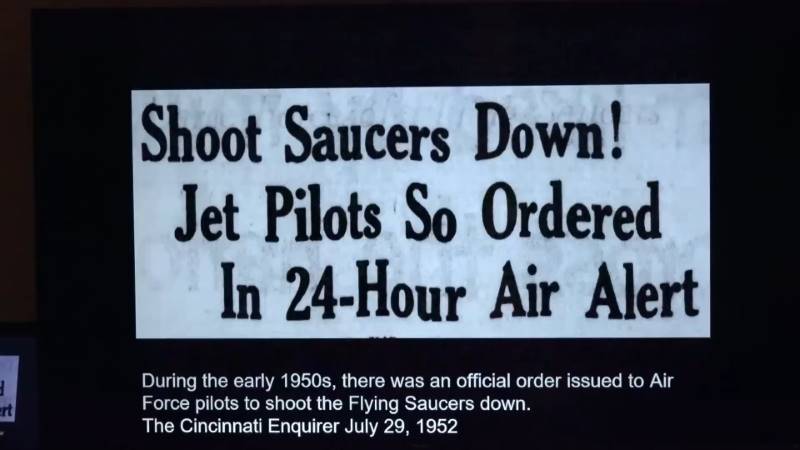 Shoot Saucers Down!
Jet Pilots So Ordered
In 24-Hour Air Alert
During the early 1950s, there was an official order issued to Air
Force pilots to shoot the Flying Saucers down.
The Cincinnati Enquirer July 29, 1952